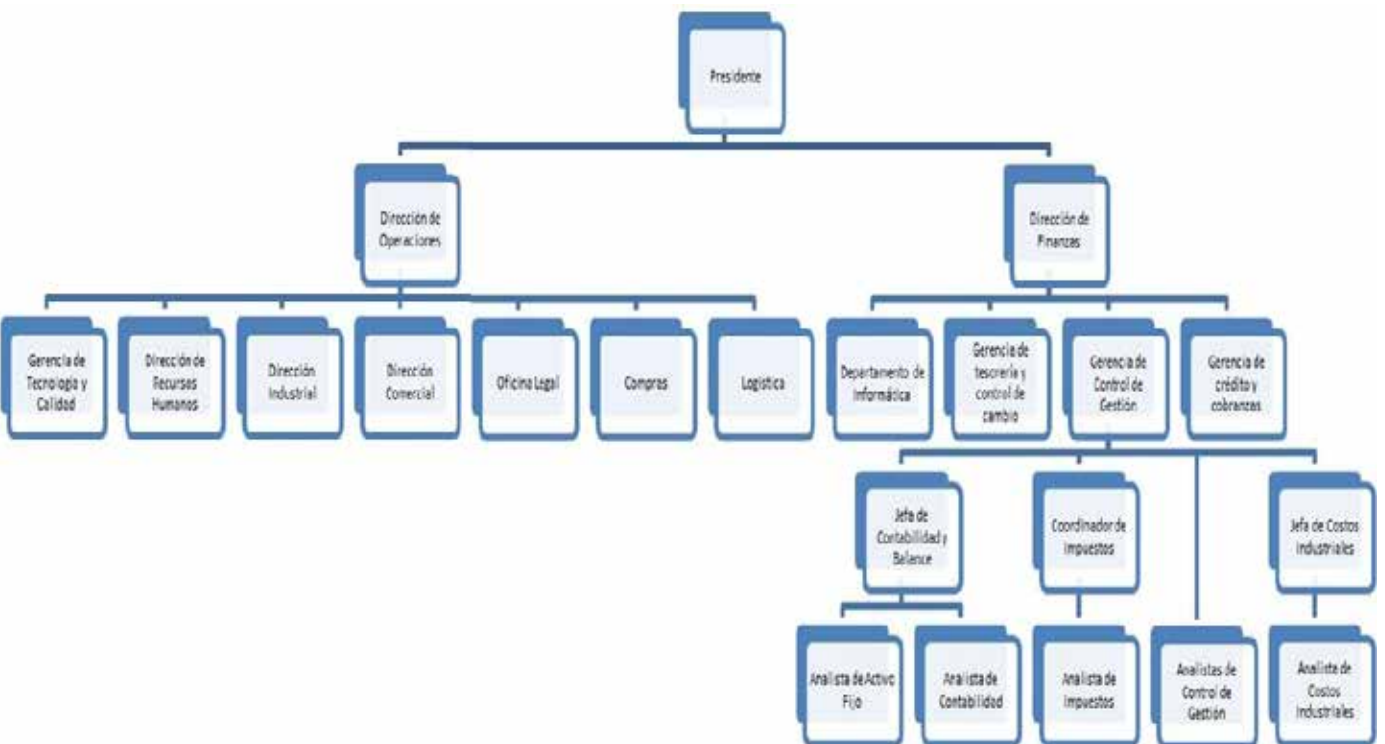 Presidente
Dirección de
Operaciones
Dirección de
Finanzas
Gerencia de
Tecnología y
Calidad
Dirección de
Recursos
Humanos
Dirección
Industrial
Dirección
Comercial
Oficina Legal
Compras
Logística
Departamento de
Informática
Gerencia de
tesorería y
control de
cambio
Gerencia de
Control de
Gestión
Gerencia de
crédito y
cobranzas
Jefa de
Contabilidad y
Balance
Coordinador de
Impuestos
Jefa de Costos
Industriales
Analista de Activo
Fijo
Analista de
Contabilidad
Analista de
Impuestos
Analistas de
Control de
Gestión
Analista de
Costos
Industriales